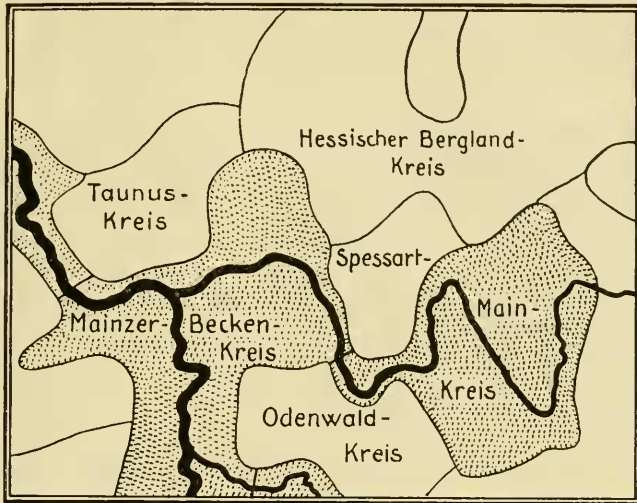 Hessischer Bergland-
Kreis
Taunus-
Kreis
Spessart-
Main-
Kreis
Mainzer- Becken-
Kreis
Odenwald-
Kreis